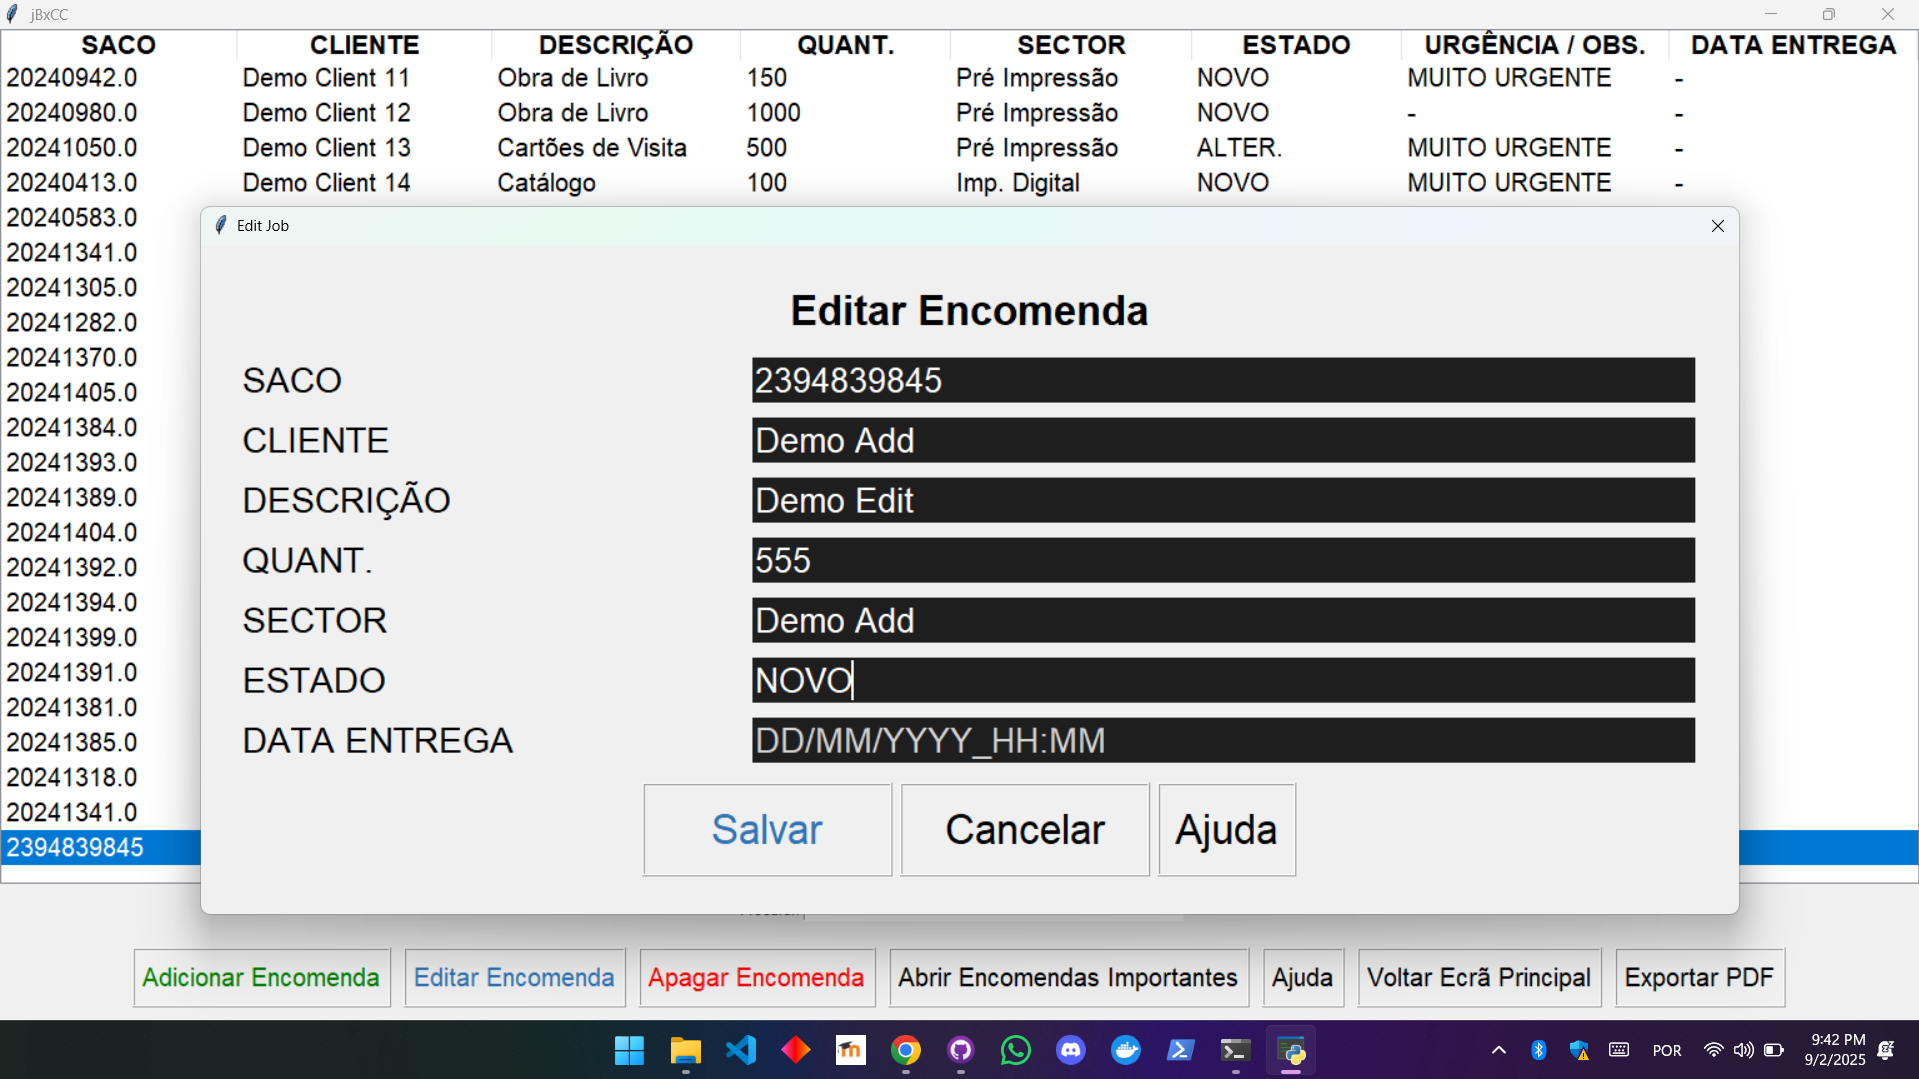 jBxCC
SACO CLIENTE DESCRIÇÃO QUANT. SECTOR ESTADO URGÊNCIA / OBS. DATA ENTREGA
20240942.0 Demo Client 11 Obra de Livro 150 Pré Impressão NOVO MUITO URGENTE -
20240980.0 Demo Client 12 Obra de Livro 1000 Pré Impressão NOVO - -
20241050.0 Demo Client 13 Cartões de Visita 500 Pré Impressão ALTER. MUITO URGENTE -
20240413.0 Demo Client 14 Catálogo 100 Imp. Digital NOVO MUITO URGENTE -
20240583.0
20241341.0
20241305.0
20241282.0
20241370.0
20241405.0
20241384.0
20241393.0
20241389.0
20241404.0
20241392.0
20241394.0
20241399.0
20241391.0
20241381.0
20241385.0
20241318.0
20241341.0
2394839845
Edit Job
Editar Encomenda
SACO 2394839845
CLIENTE Demo Add
DESCRIÇÃO Demo Edit
QUANT. 555
SECTOR Demo Add
ESTADO NOVO
DATA ENTREGA DD/MM/YYYY_HH:MM
Salvar Cancelar Ajuda
Adicionar Encomenda Editar Encomenda Apagar Encomenda Abrir Encomendas Importantes Ajuda Voltar Ecrã Principal Exportar PDF
POR 9:42 PM
9/2/2025